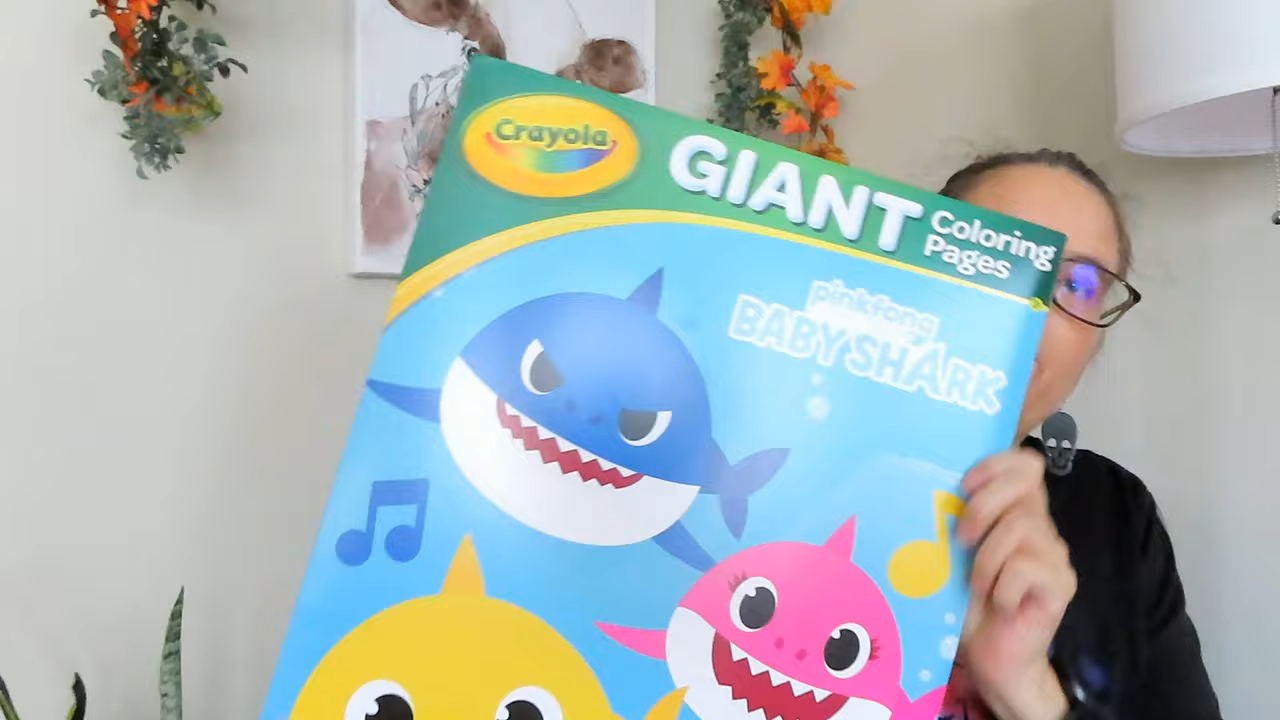 Crayola
GIANT
Coloring
Pages
pinkfong
BABY SHARK